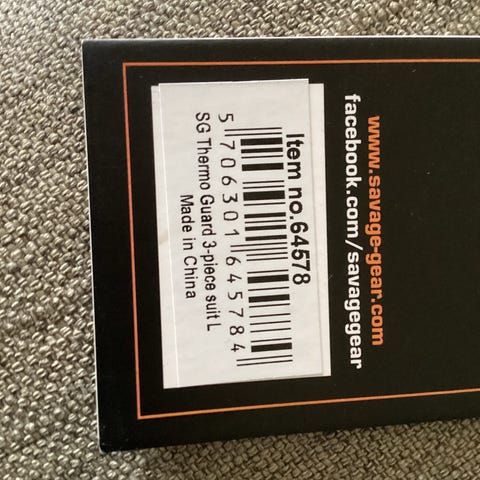 www.savage-gear.com
facebook.com/savagegear
Item no.64578
5 706301 645784
SG Thermo Guard 3-piece suit L
Made in China